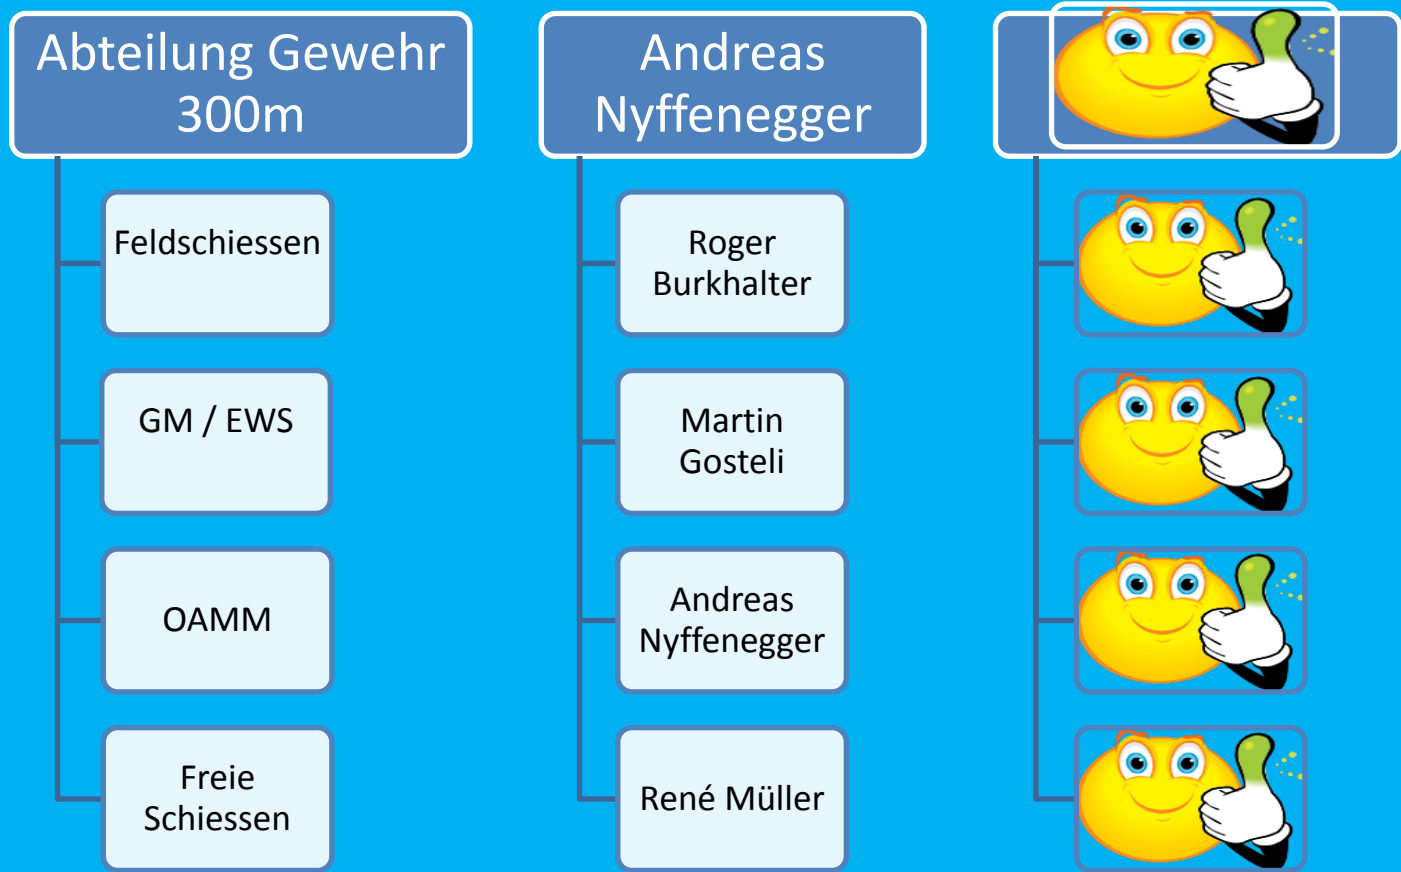 Abteilung Gewehr
300m
Andreas
Nyffenegger
Feldschiessen
Roger
Burkhalter
GM / EWS
Martin
Gosteli
OAMM
Andreas
Nyffenegger
Freie
Schiessen
René Müller